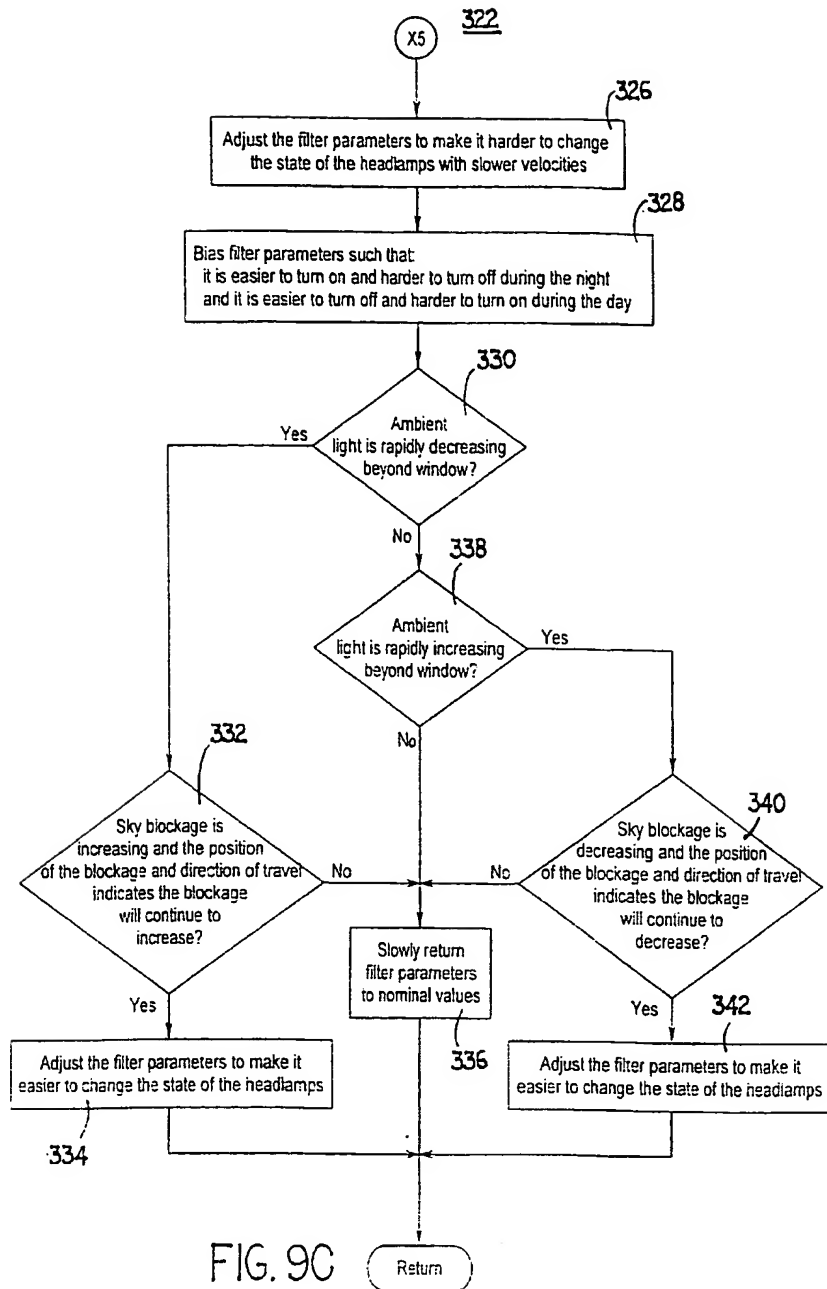 322
X5
326
Adjust the filter parameters to make it harder to change
the state of the headlamps with slower velocities
328
Bias filter parameters such that:
it is easier to turn on and harder to turn off during the night
and it is easier to turn off and harder to turn on during the day
330
Ambient
light is rapidly decreasing
beyond window?
Yes
No
338
Ambient
light is rapidly increasing
beyond window?
Yes
No
332
Sky blockage is
increasing and the position
of the blockage and direction of travel
indicates the blockage
will continue to
increase?
No
Yes
340
Sky blockage is
decreasing and the position
of the blockage and direction of travel
indicates the blockage
will continue to
decrease?
No
Yes
Slowly return
filter parameters
to nominal values
336
Adjust the filter parameters to make it
easier to change the state of the headlamps
334
342
Adjust the filter parameters to make it
easier to change the state of the headlamps
FIG. 9C
Return